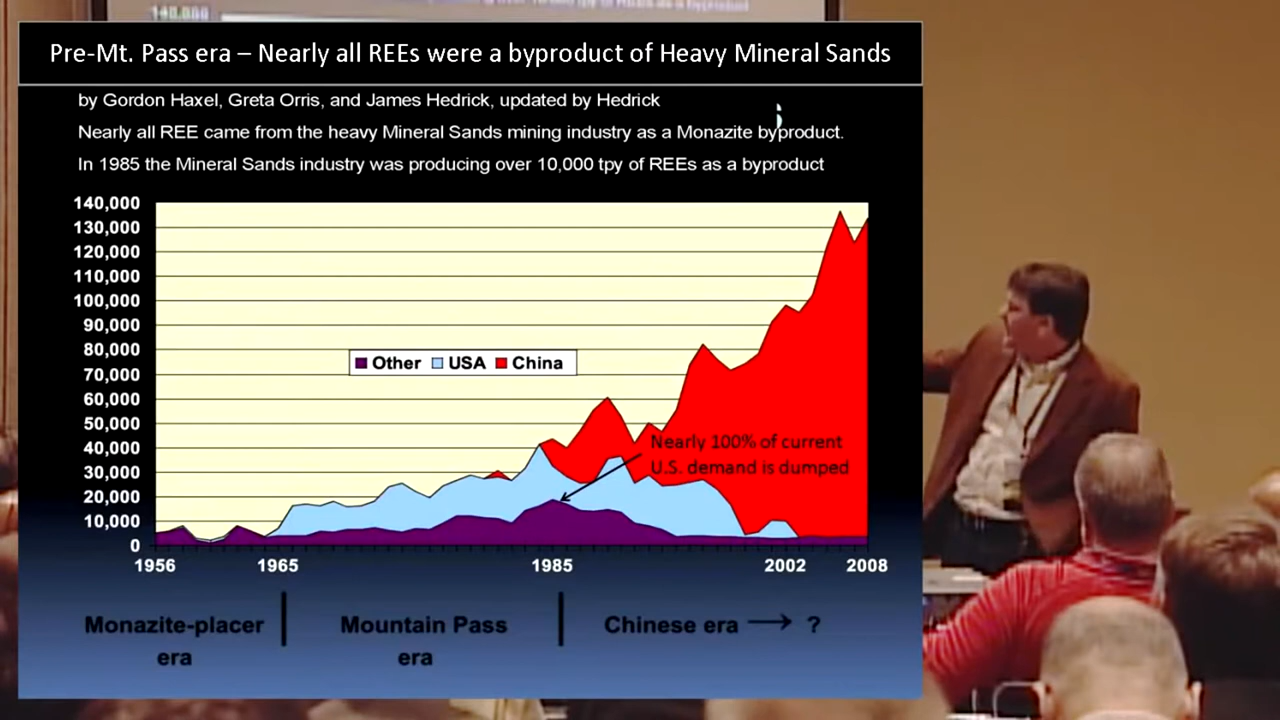 140,000
Pre-Mt. Pass era – Nearly all REEs were a byproduct of Heavy Mineral Sands
by Gordon Haxel, Greta Orris, and James Hedrick, updated by Hedrick
Nearly all REE came from the heavy Mineral Sands mining industry as a Monazite byproduct.
In 1985 the Mineral Sands industry was producing over 10,000 tpy of REEs as a byproduct
140,000
130,000
120,000
110,000
100,000
90,000
80,000
70,000
60,000
50,000
40,000
30,000
20,000
10,000
0
Other USA China
Nearly 100% of current
U.S. demand is dumped
1956 1965 1985 2002 2008
Monazite-placer era
Mountain Pass era
Chinese era → ?